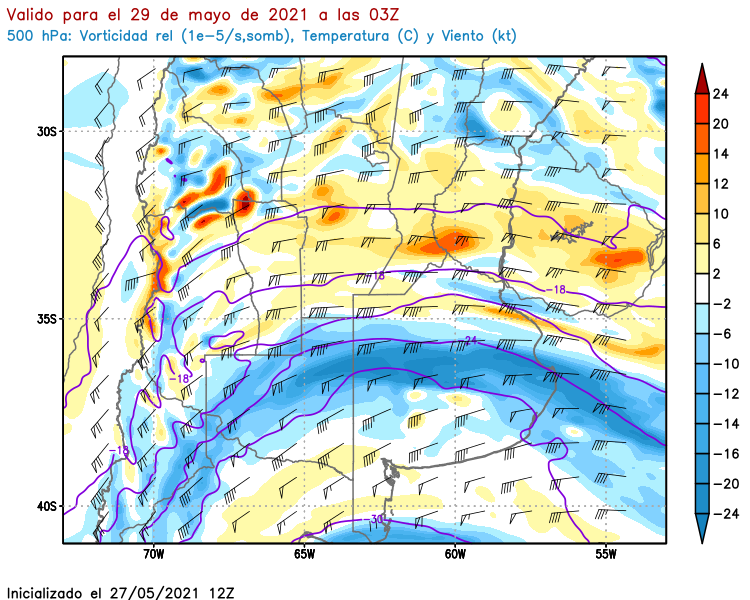 Valido para el 29 de mayo de 2021 a las 03Z
500 hPa: Vorticidad rel (1e-5/s,somb), Temperatura (C) y Viento (kt)
24
20
14
12
10
6
2
-2
-6
-10
-12
-14
-16
-20
-24
30S
35S
40S
-18
-18
-24
-18
-18
-30
70W
65W
60W
55W
Inicializado el 27/05/2021 12Z